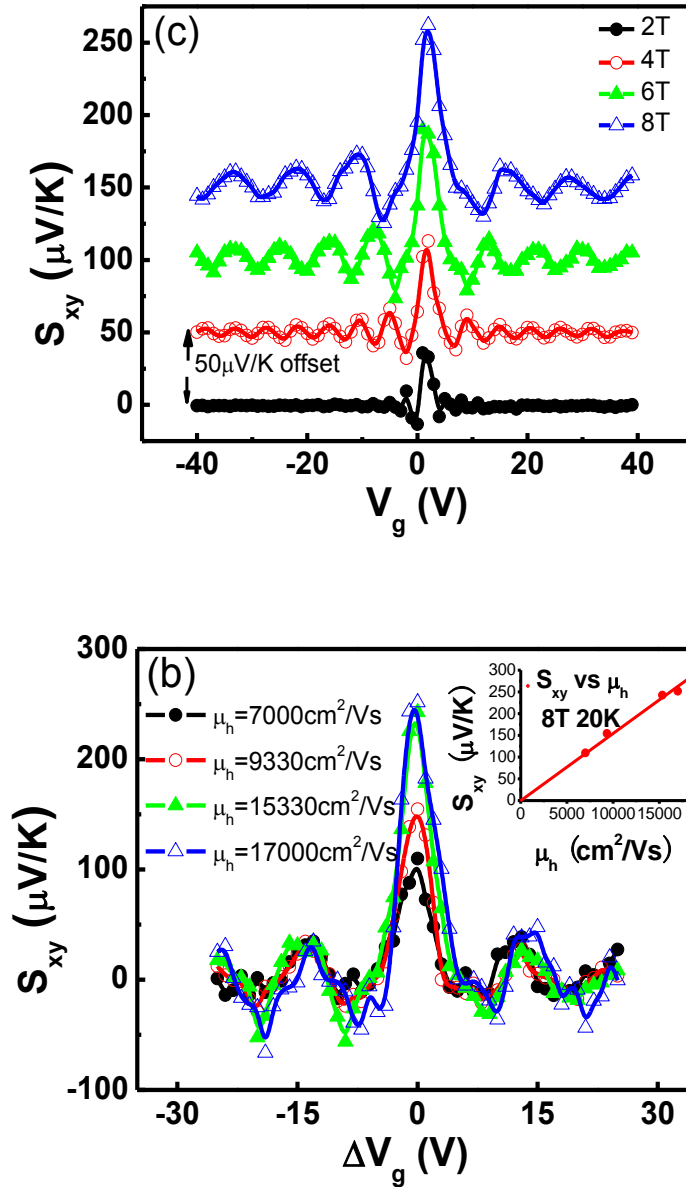 (c)
2T
4T
6T
8T
250
200
150
100
50
0
S_xy (μV/K)
50μV/K offset
-40 -20 0 20 40
V_g (V)
(b)
300
200
100
0
-100
S_xy (μV/K)
μ_h=7000cm²/Vs
μ_h=9330cm²/Vs
μ_h=15330cm²/Vs
μ_h=17000cm²/Vs
S_xy vs μ_h
8T 20K
300
250
200
150
100
50
0
S_xy (μV/K)
0 5000 100000 150000
μ_h (cm²/Vs)
-30 -15 0 15 30
ΔV_g (V)